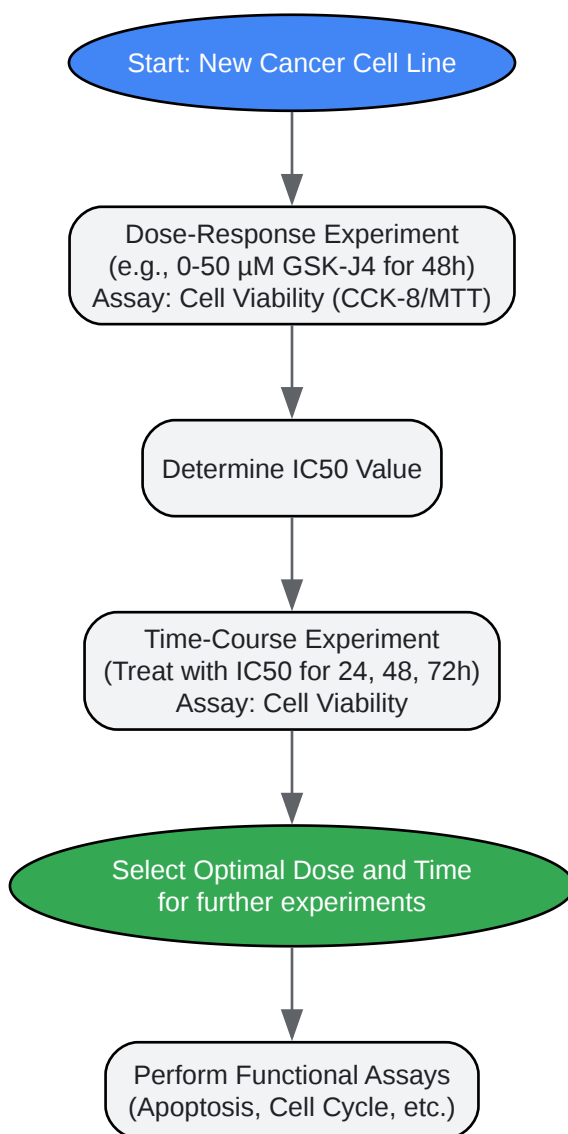 Start: New Cancer Cell Line
Dose-Response Experiment
(e.g., 0-50 µM GSK-J4 for 48h)
Assay: Cell Viability (CCK-8/MTT)
Determine IC50 Value
Time-Course Experiment
(Treat with IC50 for 24, 48, 72h)
Assay: Cell Viability
Select Optimal Dose and Time
for further experiments
Perform Functional Assays
(Apoptosis, Cell Cycle, etc.)